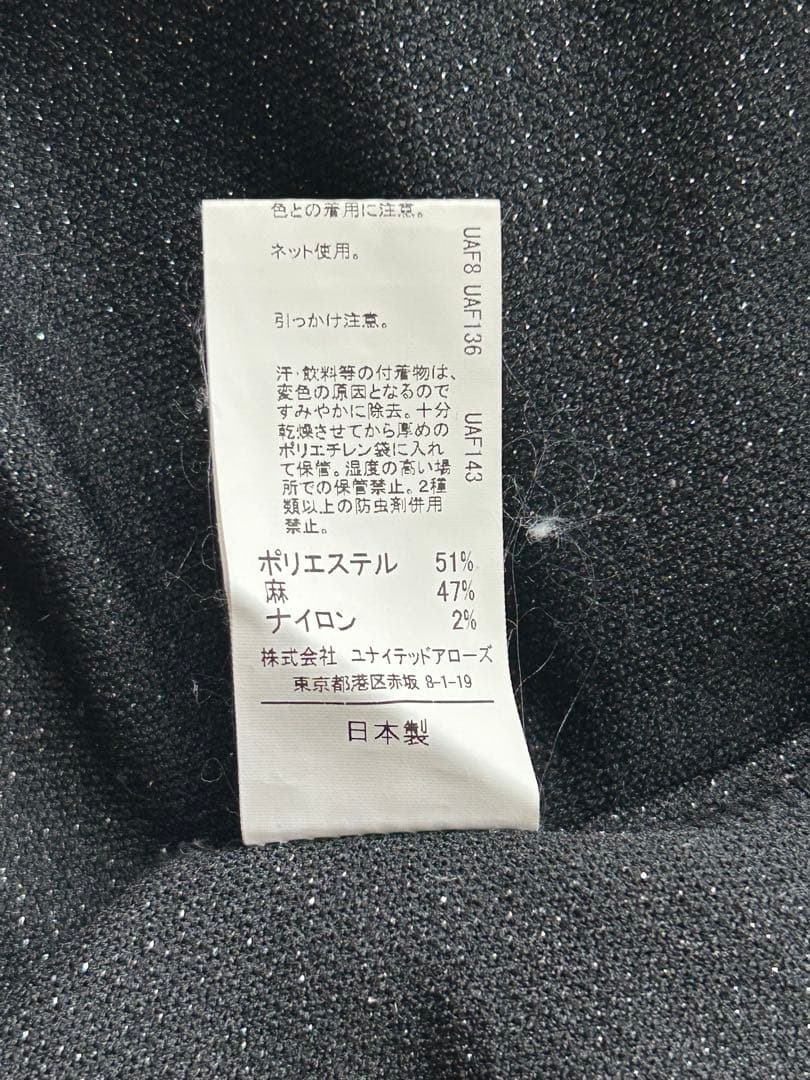 色との着用に注意。
ネット使用。
引っかけ注意。
汗・飲料等の付着物は、
変色の原因となるので
すみやかに除去。十分
乾燥させてから厚めの
ポリエチレン袋に入れ
て保管。湿度の高い場
所での保管禁止。2種
類以上の防虫剤併用
禁止。
ポリエステル 51%
麻 47%
ナイロン 2%
株式会社 ユナイテッドアローズ
東京都港区赤坂 8-1-19
日本製
UAF8 UAF136 UAF143